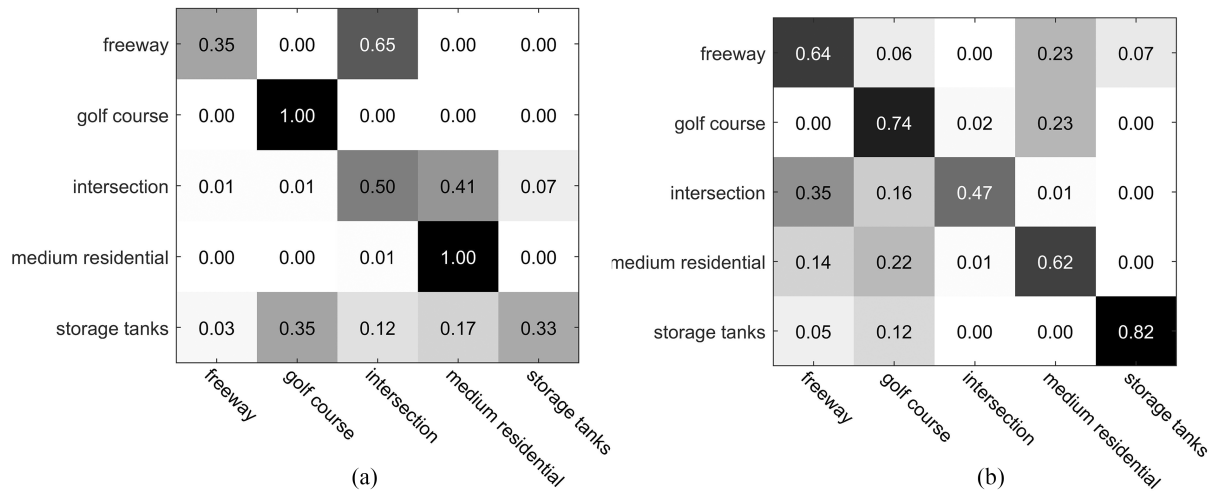 freeway 0.35 0.00 0.65 0.00 0.00
golf course 0.00 1.00 0.00 0.00 0.00
intersection 0.01 0.01 0.50 0.41 0.07
medium residential 0.00 0.00 0.01 1.00 0.00
storage tanks 0.03 0.35 0.12 0.17 0.33
freeway golf course intersection medium residential storage tanks
(a)
freeway 0.64 0.06 0.00 0.23 0.07
golf course 0.00 0.74 0.02 0.23 0.00
intersection 0.35 0.16 0.47 0.01 0.00
medium residential 0.14 0.22 0.01 0.62 0.00
storage tanks 0.05 0.12 0.00 0.00 0.82
freeway golf course intersection medium residential storage tanks
(b)